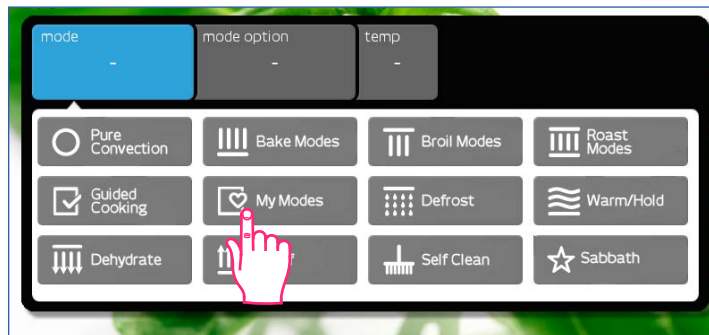 mode
mode option
temp
-
-
-
Pure
Convection
Bake Modes
Broil Modes
Roast
Modes
Guided
Cooking
My Modes
Defrost
Warm/Hold
Dehydrate
Self Clean
Sabbath